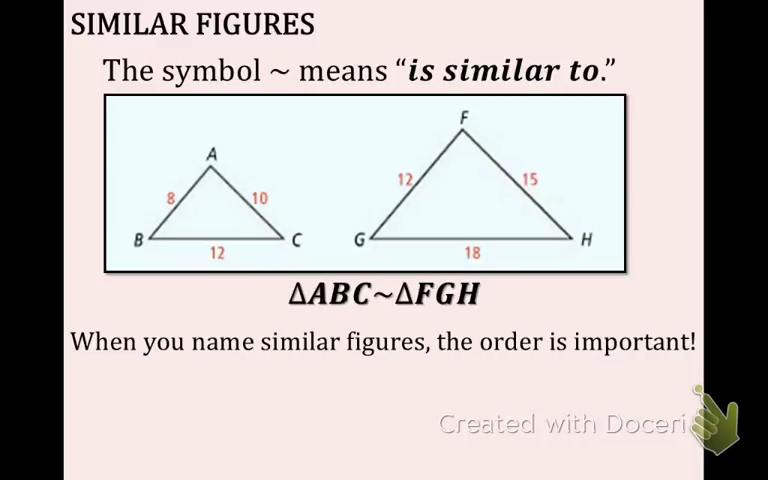 SIMILAR FIGURES
The symbol ~ means “is similar to.”
F
A
12
15
8
10
B
C
G
H
12
18
ΔABC~ΔFGH
When you name similar figures, the order is important!
Created with Doceri